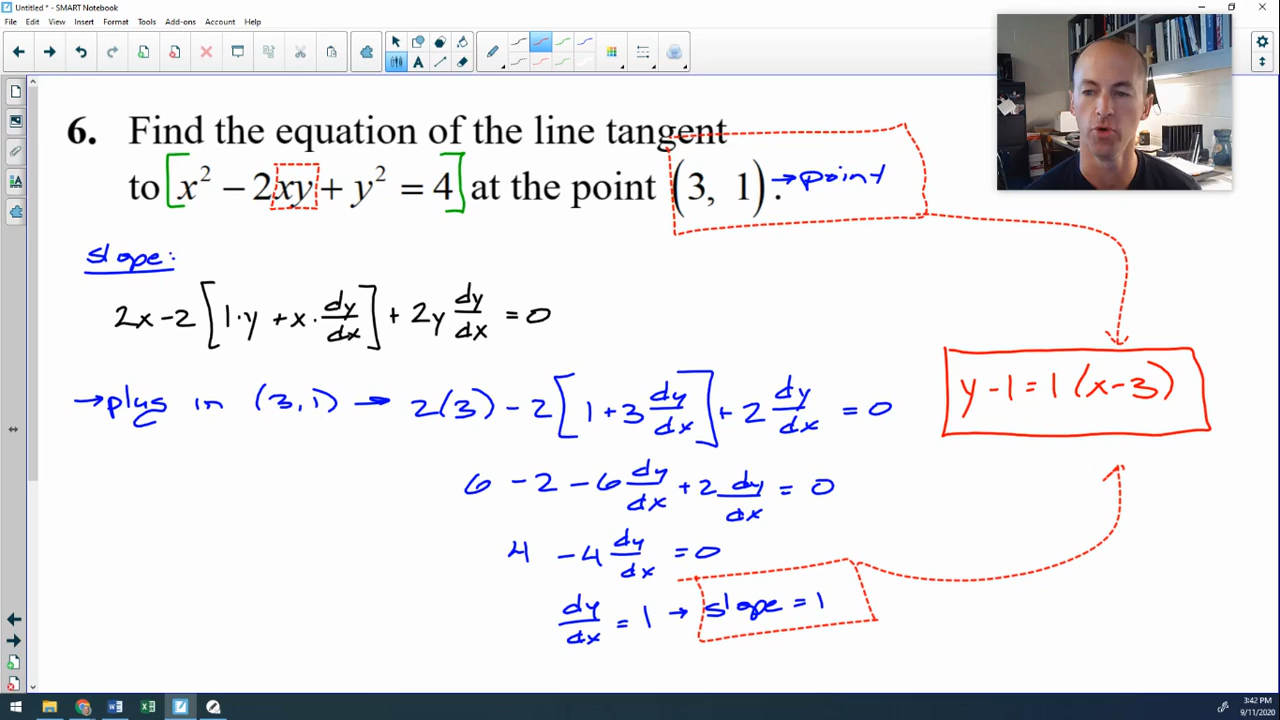 Untitled * - SMART Notebook
File Edit View Insert Format Tools Add-ons Account Help
6. Find the equation of the line tangent
to [x² − 2xy + y² = 4] at the point (3, 1). → point
slope:
2x − 2 [1·y + x · dy/dx] + 2y dy/dx = 0
→ plug in (3,1) → 2(3) − 2 [1 + 3 dy/dx] + 2 dy/dx = 0
y − 1 = 1 (x − 3)
6 − 2 − 6 dy/dx + 2 dy/dx = 0
4 − 4 dy/dx = 0
dy/dx = 1 → slope = 1
3:42 PM
9/11/2020